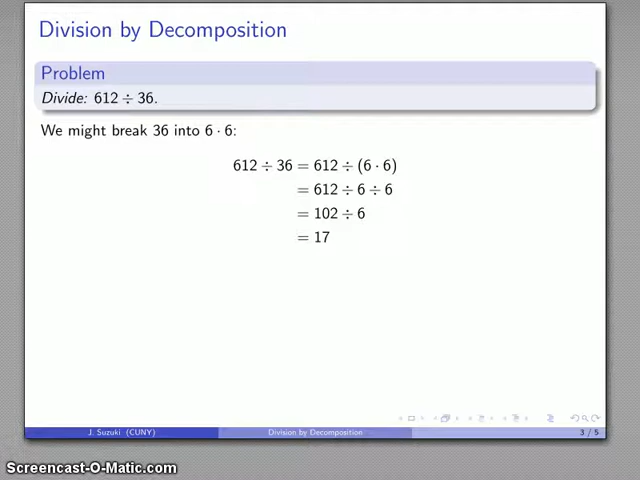 Division by Decomposition
Problem
Divide: 612 ÷ 36.
We might break 36 into 6 · 6:
612 ÷ 36 = 612 ÷ (6 · 6)
= 612 ÷ 6 ÷ 6
= 102 ÷ 6
= 17
J. Suzuki (CUNY) Division by Decomposition 3 / 5
Screencast-O-Matic.com